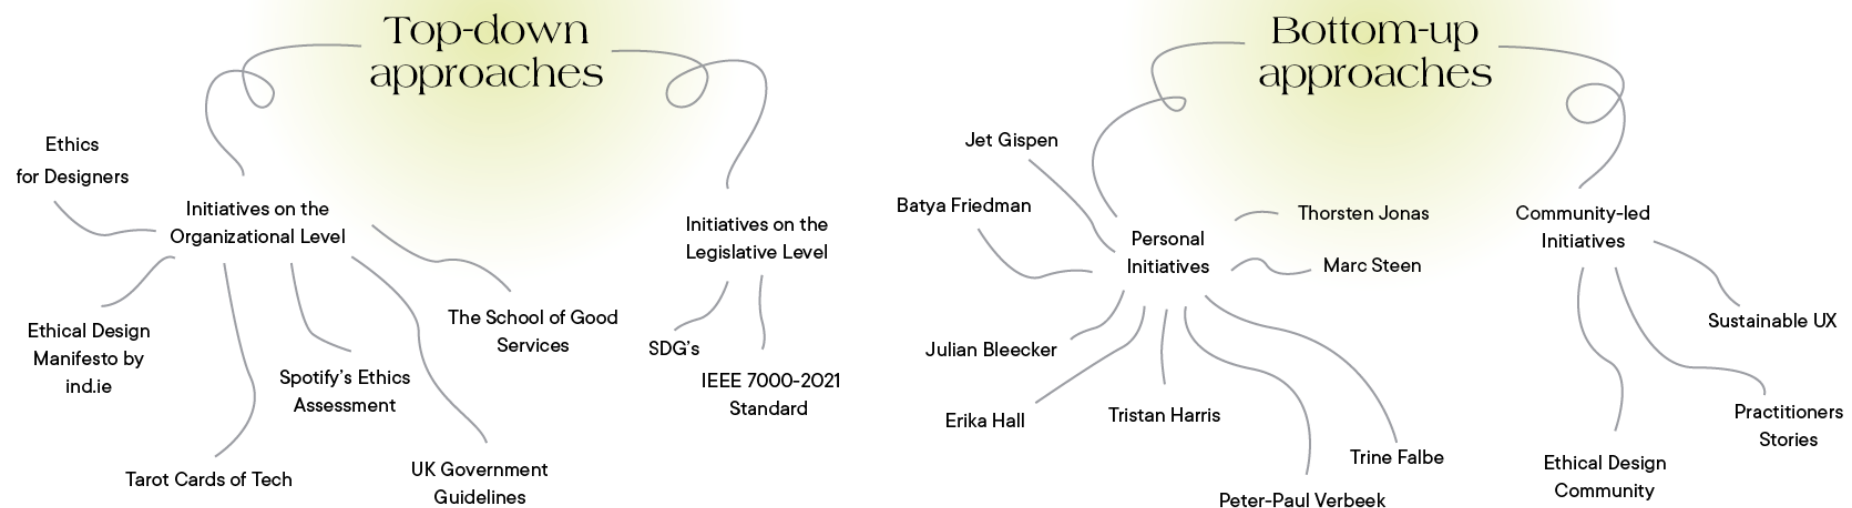 Top-down
approaches
Ethics
for Designers
Initiatives on the
Organizational Level
Ethical Design
Manifesto by
ind.ie
Tarot Cards of Tech
Spotify's Ethics
Assessment
UK Government
Guidelines
The School of Good
Services
Initiatives on the
Legislative Level
SDG's
IEEE 7000-2021
Standard
Bottom-up
approaches
Jet Gispen
Batya Friedman
Personal
Initiatives
Thorsten Jonas
Marc Steen
Julian Bleecker
Erika Hall
Tristan Harris
Peter-Paul Verbeek
Trine Falbe
Community-led
Initiatives
Sustainable UX
Practitioners
Stories
Ethical Design
Community